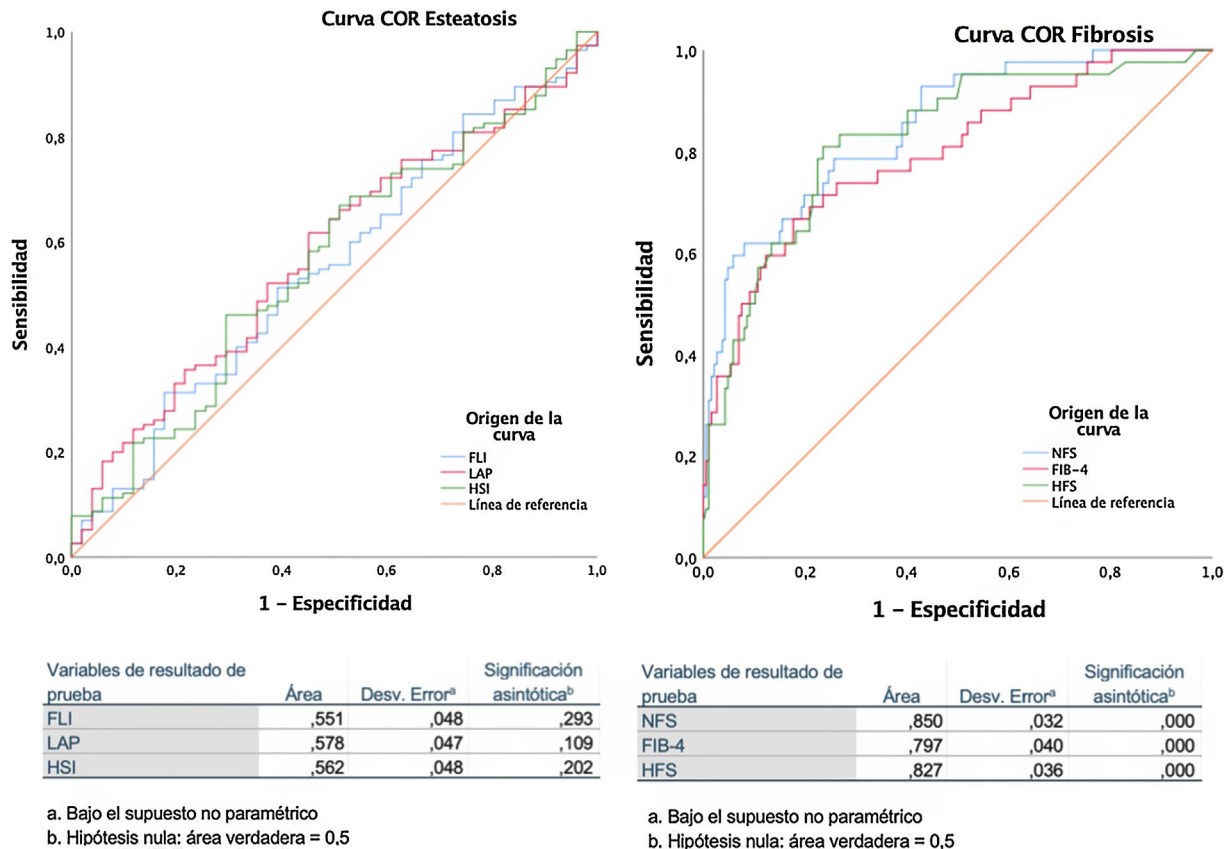 Curva COR Esteatosis
1,0
0,8
0,6
0,4
0,2
0,0
0,0 0,2 0,4 0,6 0,8 1,0
Sensibilidad
1 – Especificidad
Origen de la
curva
FLI
LAP
HSI
Línea de referencia
Curva COR Fibrosis
1,0
0,8
0,6
0,4
0,2
0,0
0,0 0,2 0,4 0,6 0,8 1,0
Sensibilidad
1 – Especificidad
Origen de la
curva
NFS
FIB-4
HFS
Línea de referencia
Variables de resultado de
prueba Área Desv. Errorᵃ Significación
asintóticaᵇ
FLI ,551 ,048 ,293
LAP ,578 ,047 ,109
HSI ,562 ,048 ,202
a. Bajo el supuesto no paramétrico
b. Hipótesis nula: área verdadera = 0,5
Variables de resultado de
prueba Área Desv. Errorᵃ Significación
asintóticaᵇ
NFS ,850 ,032 ,000
FIB-4 ,797 ,040 ,000
HFS ,827 ,036 ,000
a. Bajo el supuesto no paramétrico
b. Hipótesis nula: área verdadera = 0,5